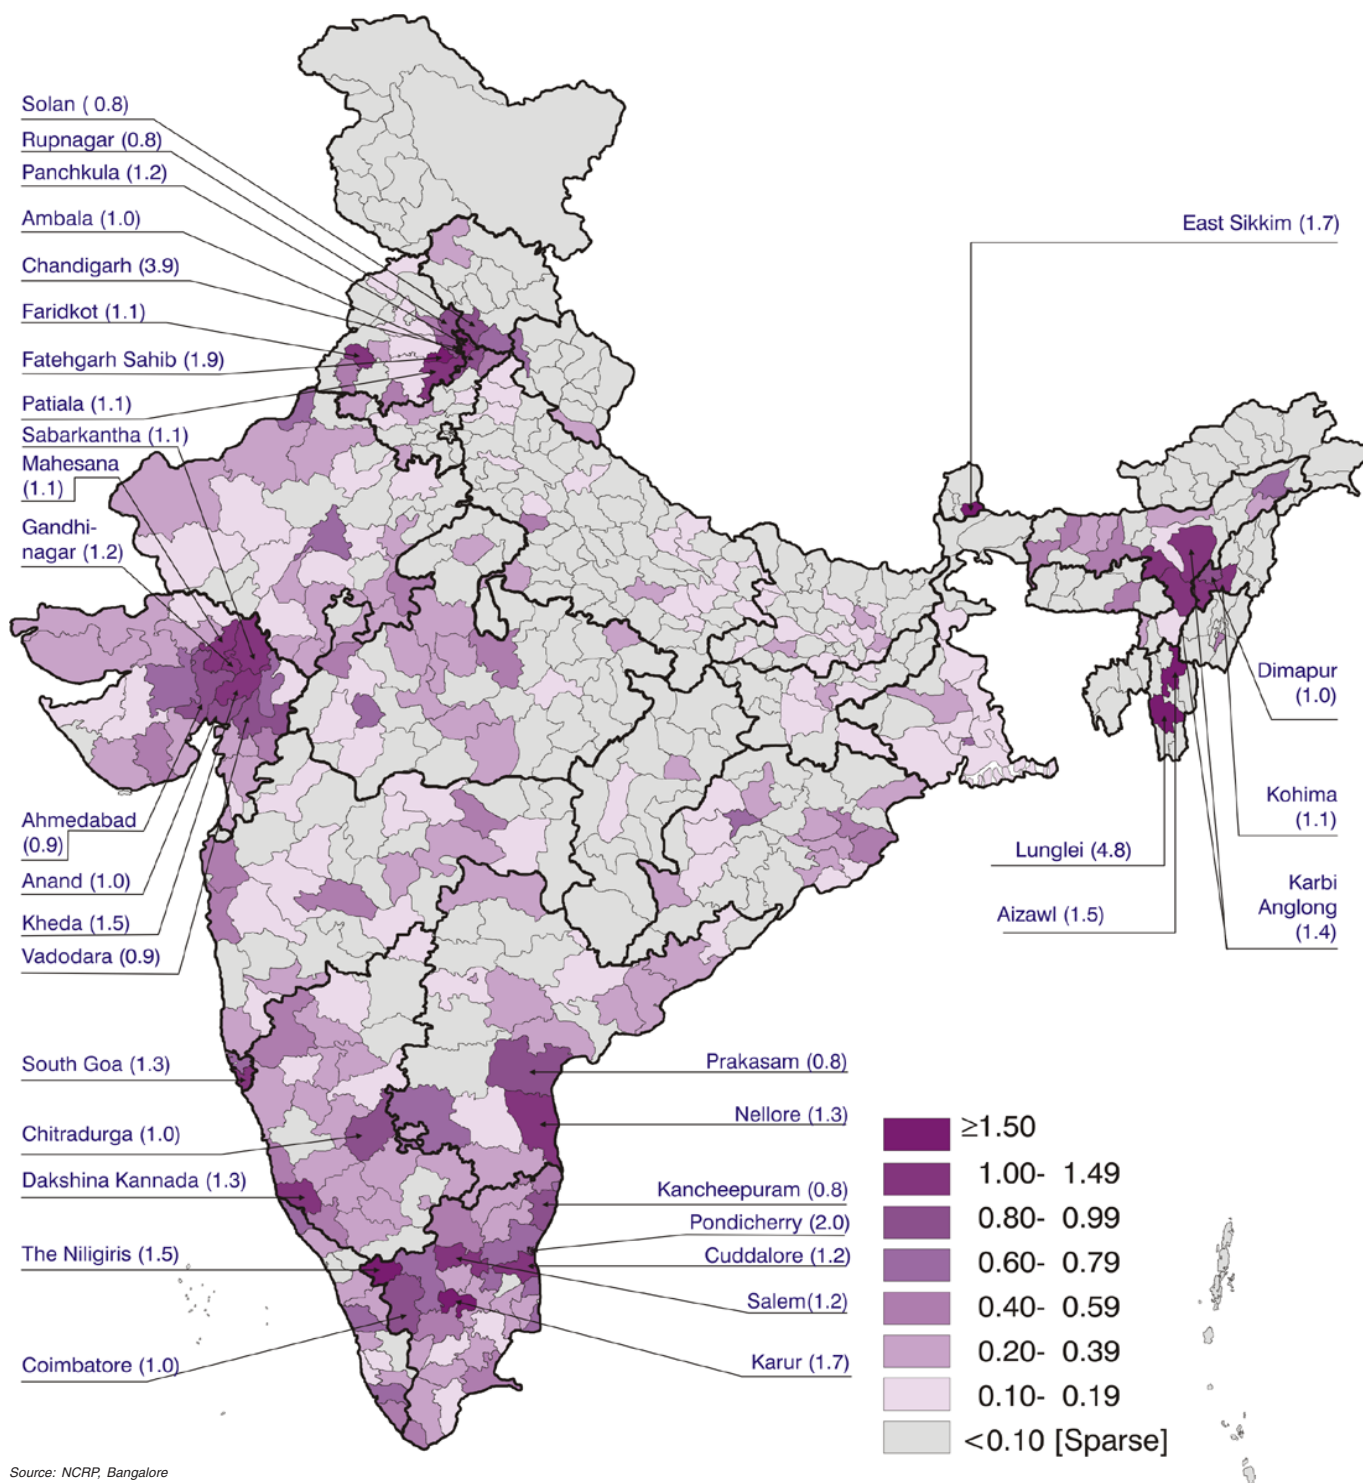 Solan ( 0.8)
Rupnagar (0.8)
Panchkula (1.2)
Ambala (1.0)
Chandigarh (3.9)
Faridkot (1.1)
Fatehgarh Sahib (1.9)
Patiala (1.1)
Sabarkantha (1.1)
Mahesana
(1.1)
Gandhi-
nagar (1.2)
Ahmedabad
(0.9)
Anand (1.0)
Kheda (1.5)
Vadodara (0.9)
South Goa (1.3)
Chitradurga (1.0)
Dakshina Kannada (1.3)
The Niligiris (1.5)
Coimbatore (1.0)
East Sikkim (1.7)
Dimapur
(1.0)
Kohima
(1.1)
Lunglei (4.8)
Karbi
Anglong
(1.4)
Aizawl (1.5)
Prakasam (0.8)
Nellore (1.3)
Kancheepuram (0.8)
Pondicherry (2.0)
Cuddalore (1.2)
Salem(1.2)
Karur (1.7)
≥1.50
1.00- 1.49
0.80- 0.99
0.60- 0.79
0.40- 0.59
0.20- 0.39
0.10- 0.19
<0.10 [Sparse]
Source: NCRP, Bangalore